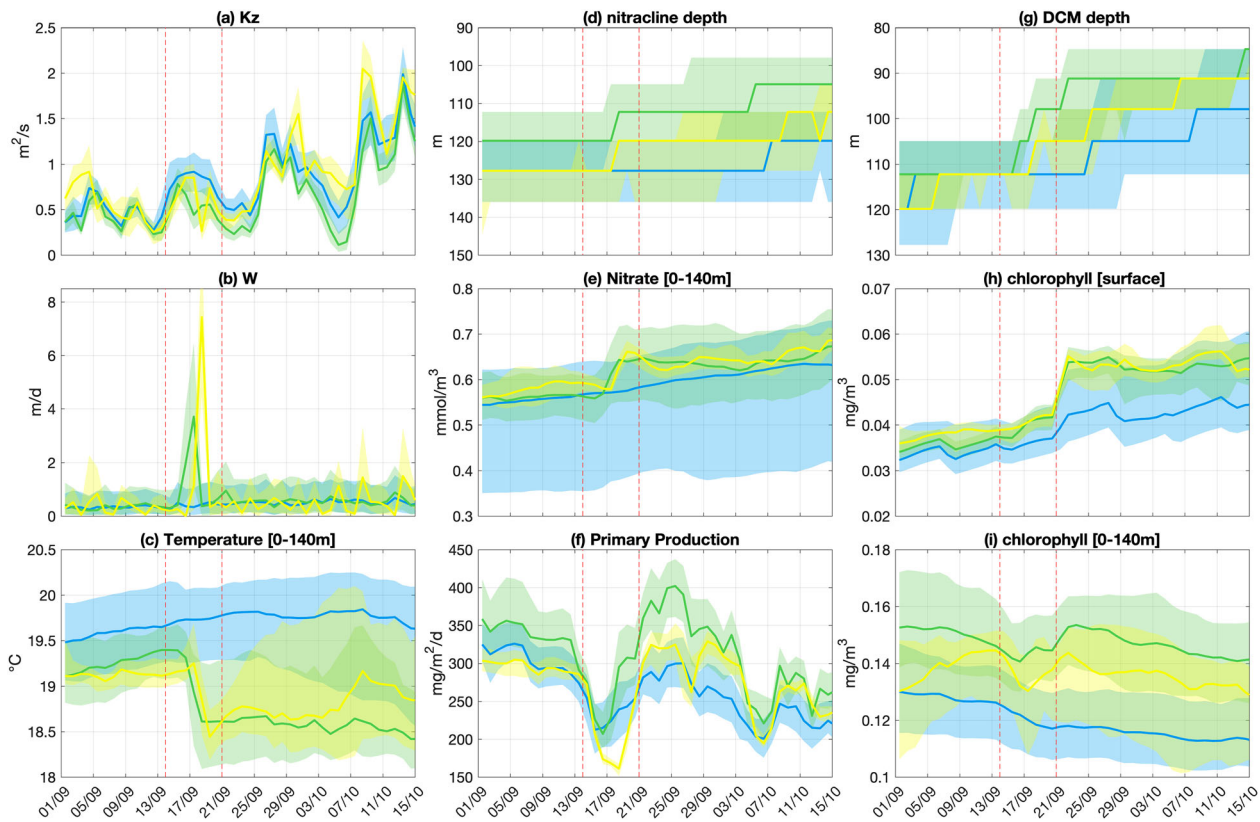 (a) Kz
(d) nitracline depth
(g) DCM depth
2.5
2
1.5
1
0.5
0
m²/s
90
100
110
120
130
140
150
m
80
90
100
110
120
130
m
(b) W
(e) Nitrate [0-140m]
(h) chlorophyll [surface]
8
6
4
2
0
m/d
0.8
0.7
0.6
0.5
0.4
0.3
mmol/m³
0.07
0.06
0.05
0.04
0.03
0.02
mg/m³
(c) Temperature [0-140m]
(f) Primary Production
(i) chlorophyll [0-140m]
20.5
20
19.5
19
18.5
18
°C
450
400
350
300
250
200
150
mg/m²/d
0.18
0.16
0.14
0.12
0.1
mg/m³
01/09 05/09 09/09 13/09 17/09 21/09 25/09 29/09 03/10 07/10 11/10 15/10
01/09 05/09 09/09 13/09 17/09 21/09 25/09 29/09 03/10 07/10 11/10 15/10
01/09 05/09 09/09 13/09 17/09 21/09 25/09 29/09 03/10 07/10 11/10 15/10